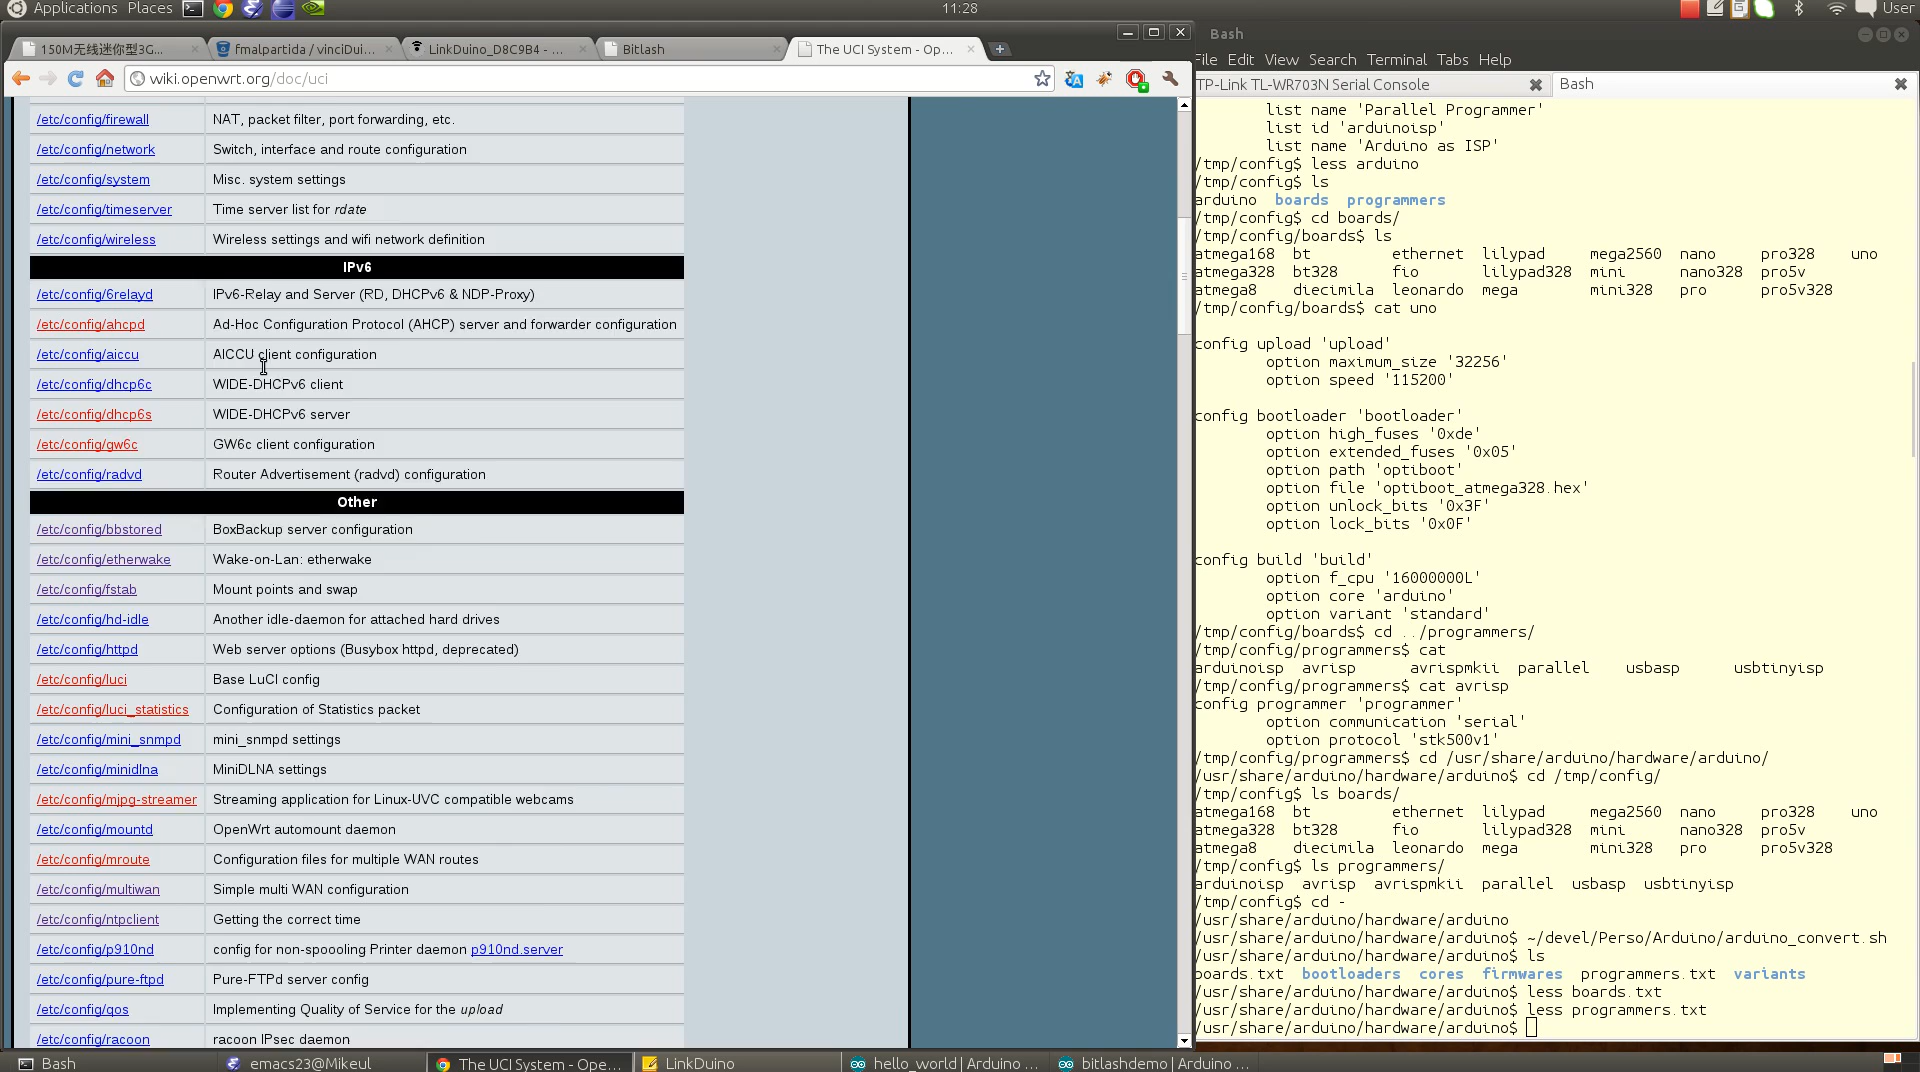 Applications Places
11:28
User
150M无线迷你型3G...
fmalpartida / vinciDui...
LinkDuino_D8C9B4 - ...
Bitlash
The UCI System - Op...
wiki.openwrt.org/doc/uci
/etc/config/firewall NAT, packet filter, port forwarding, etc.
/etc/config/network Switch, interface and route configuration
/etc/config/system Misc. system settings
/etc/config/timeserver Time server list for rdate
/etc/config/wireless Wireless settings and wifi network definition
IPv6
/etc/config/6relayd IPv6-Relay and Server (RD, DHCPv6 & NDP-Proxy)
/etc/config/ahcpd Ad-Hoc Configuration Protocol (AHCP) server and forwarder configuration
/etc/config/aiccu AICCU client configuration
/etc/config/dhcp6c WIDE-DHCPv6 client
/etc/config/dhcp6s WIDE-DHCPv6 server
/etc/config/gw6c GW6c client configuration
/etc/config/radvd Router Advertisement (radvd) configuration
Other
/etc/config/bbstored BoxBackup server configuration
/etc/config/etherwake Wake-on-Lan: etherwake
/etc/config/fstab Mount points and swap
/etc/config/hd-idle Another idle-daemon for attached hard drives
/etc/config/httpd Web server options (Busybox httpd, deprecated)
/etc/config/luci Base LuCI config
/etc/config/luci_statistics Configuration of Statistics packet
/etc/config/mini_snmpd mini_snmpd settings
/etc/config/minidlna MiniDLNA settings
/etc/config/mjpg-streamer Streaming application for Linux-UVC compatible webcams
/etc/config/mountd OpenWrt automount daemon
/etc/config/mroute Configuration files for multiple WAN routes
/etc/config/multiwan Simple multi WAN configuration
/etc/config/ntpclient Getting the correct time
/etc/config/p910nd config for non-spoooling Printer daemon p910nd.server
/etc/config/pure-ftpd Pure-FTPd server config
/etc/config/qos Implementing Quality of Service for the upload
/etc/config/racoon racoon IPsec daemon
Bash
File Edit View Search Terminal Tabs Help
TP-Link TL-WR703N Serial Console
Bash
list name 'Parallel Programmer'
list id 'arduinoisp'
list name 'Arduino as ISP'
/tmp/config$ less arduino
/tmp/config$ ls
arduino boards programmers
/tmp/config$ cd boards/
/tmp/config/boards$ ls
atmega168 bt ethernet lilypad mega2560 nano pro328 uno
atmega328 bt328 fio lilypad328 mini nano328 pro5v
atmega8 diecimila leonardo mega mini328 pro pro5v328
/tmp/config/boards$ cat uno
config upload 'upload'
option maximum_size '32256'
option speed '115200'
config bootloader 'bootloader'
option high_fuses '0xde'
option extended_fuses '0x05'
option path 'optiboot'
option file 'optiboot_atmega328.hex'
option unlock_bits '0x3F'
option lock_bits '0x0F'
config build 'build'
option f_cpu '16000000L'
option core 'arduino'
option variant 'standard'
/tmp/config/boards$ cd ../programmers/
/tmp/config/programmers$ cat
arduinoisp avrisp avrispmkii parallel usbasp usbtinyisp
/tmp/config/programmers$ cat avrisp
config programmer 'programmer'
option communication 'serial'
option protocol 'stk500v1'
/tmp/config/programmers$ cd /usr/share/arduino/hardware/arduino/
/usr/share/arduino/hardware/arduino$ cd /tmp/config/
/tmp/config$ ls boards/
atmega168 bt ethernet lilypad mega2560 nano pro328 uno
atmega328 bt328 fio lilypad328 mini nano328 pro5v
atmega8 diecimila leonardo mega mini328 pro pro5v328
/tmp/config$ ls programmers/
arduinoisp avrisp avrispmkii parallel usbasp usbtinyisp
/tmp/config$ cd -
/usr/share/arduino/hardware/arduino
/usr/share/arduino/hardware/arduino$ ~/devel/Perso/Arduino/arduino_convert.sh
/usr/share/arduino/hardware/arduino$ ls
boards.txt bootloaders cores firmwares programmers.txt variants
/usr/share/arduino/hardware/arduino$ less boards.txt
/usr/share/arduino/hardware/arduino$ less programmers.txt
/usr/share/arduino/hardware/arduino$
Bash
emacs23@Mikeul
The UCI System - Ope...
LinkDuino
hello_world | Arduino ...
bitlashdemo | Arduino ...